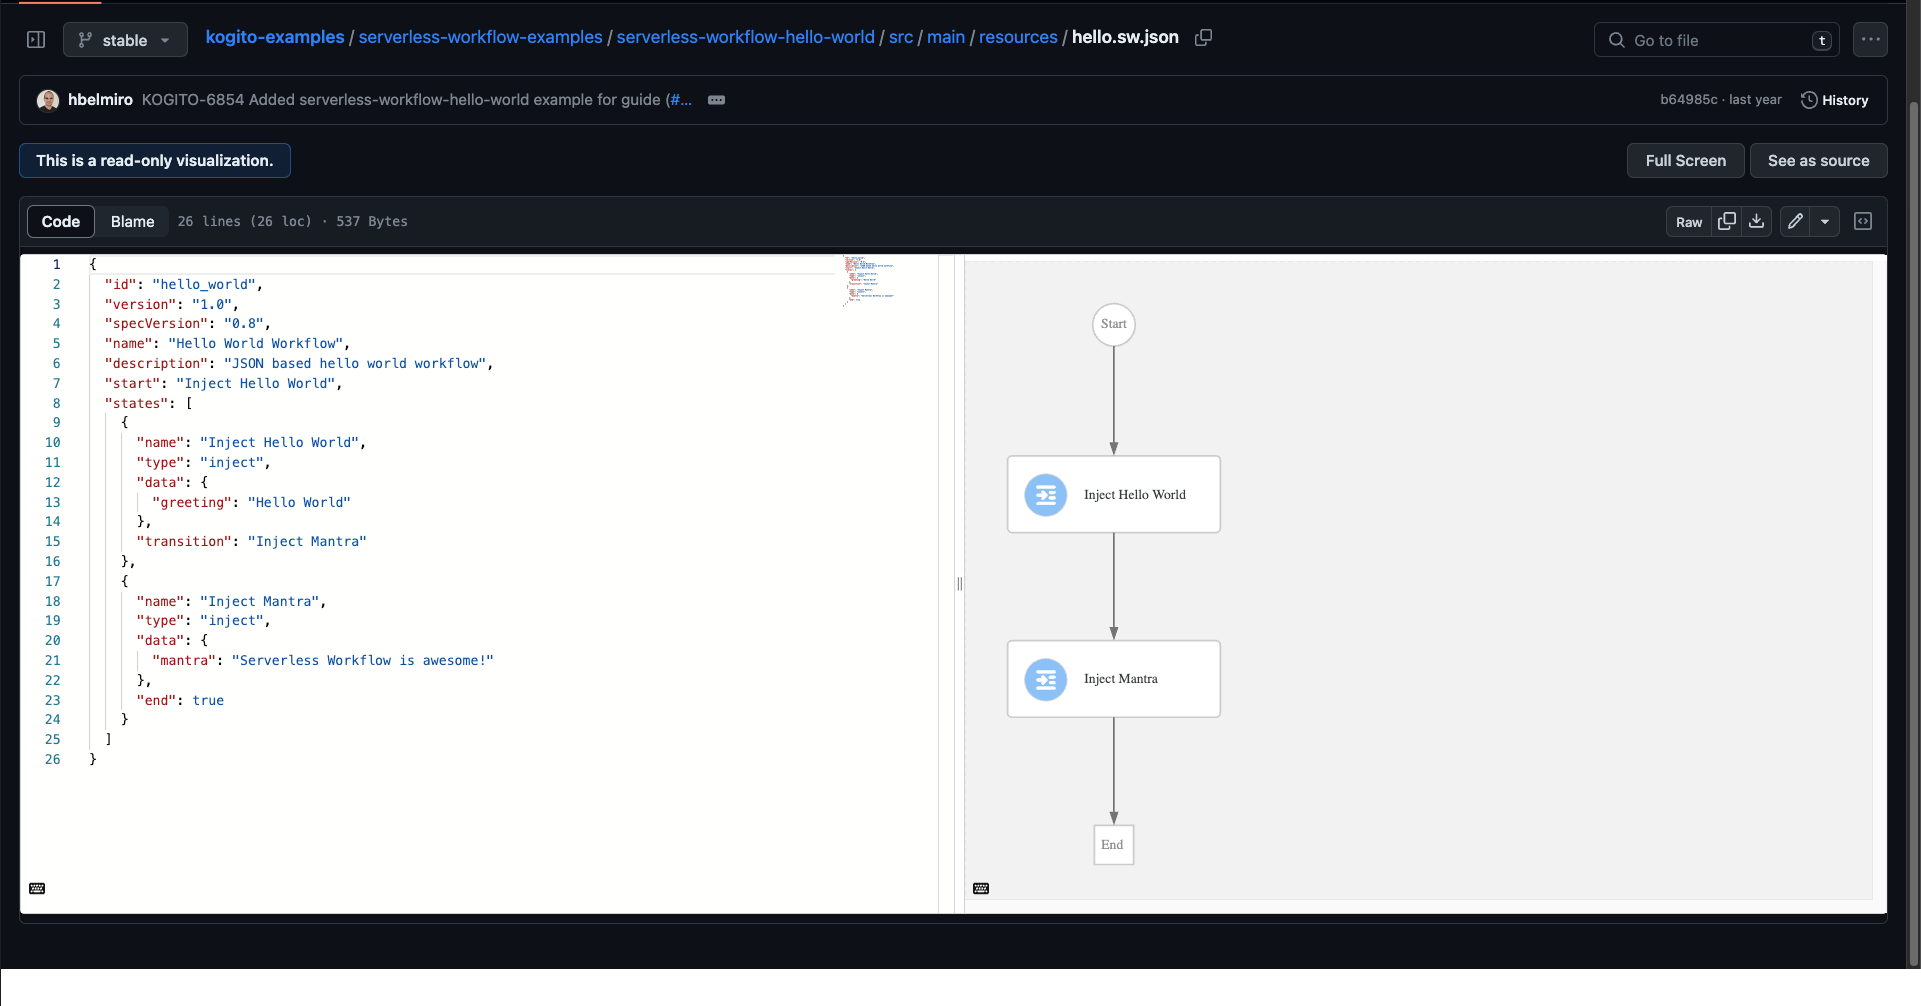 stable
kogito-examples / serverless-workflow-examples / serverless-workflow-hello-world / src / main / resources / hello.sw.json
Go to file
t
hbelmiro KOGITO-6854 Added serverless-workflow-hello-world example for guide (#...
b64985c · last year
History
This is a read-only visualization.
Full Screen
See as source
Code
Blame
26 lines (26 loc) · 537 Bytes
Raw
1 {
2 "id": "hello_world",
3 "version": "1.0",
4 "specVersion": "0.8",
5 "name": "Hello World Workflow",
6 "description": "JSON based hello world workflow",
7 "start": "Inject Hello World",
8 "states": [
9 {
10 "name": "Inject Hello World",
11 "type": "inject",
12 "data": {
13 "greeting": "Hello World"
14 },
15 "transition": "Inject Mantra"
16 },
17 {
18 "name": "Inject Mantra",
19 "type": "inject",
20 "data": {
21 "mantra": "Serverless Workflow is awesome!"
22 },
23 "end": true
24 }
25 ]
26 }
Start
Inject Hello World
Inject Mantra
End